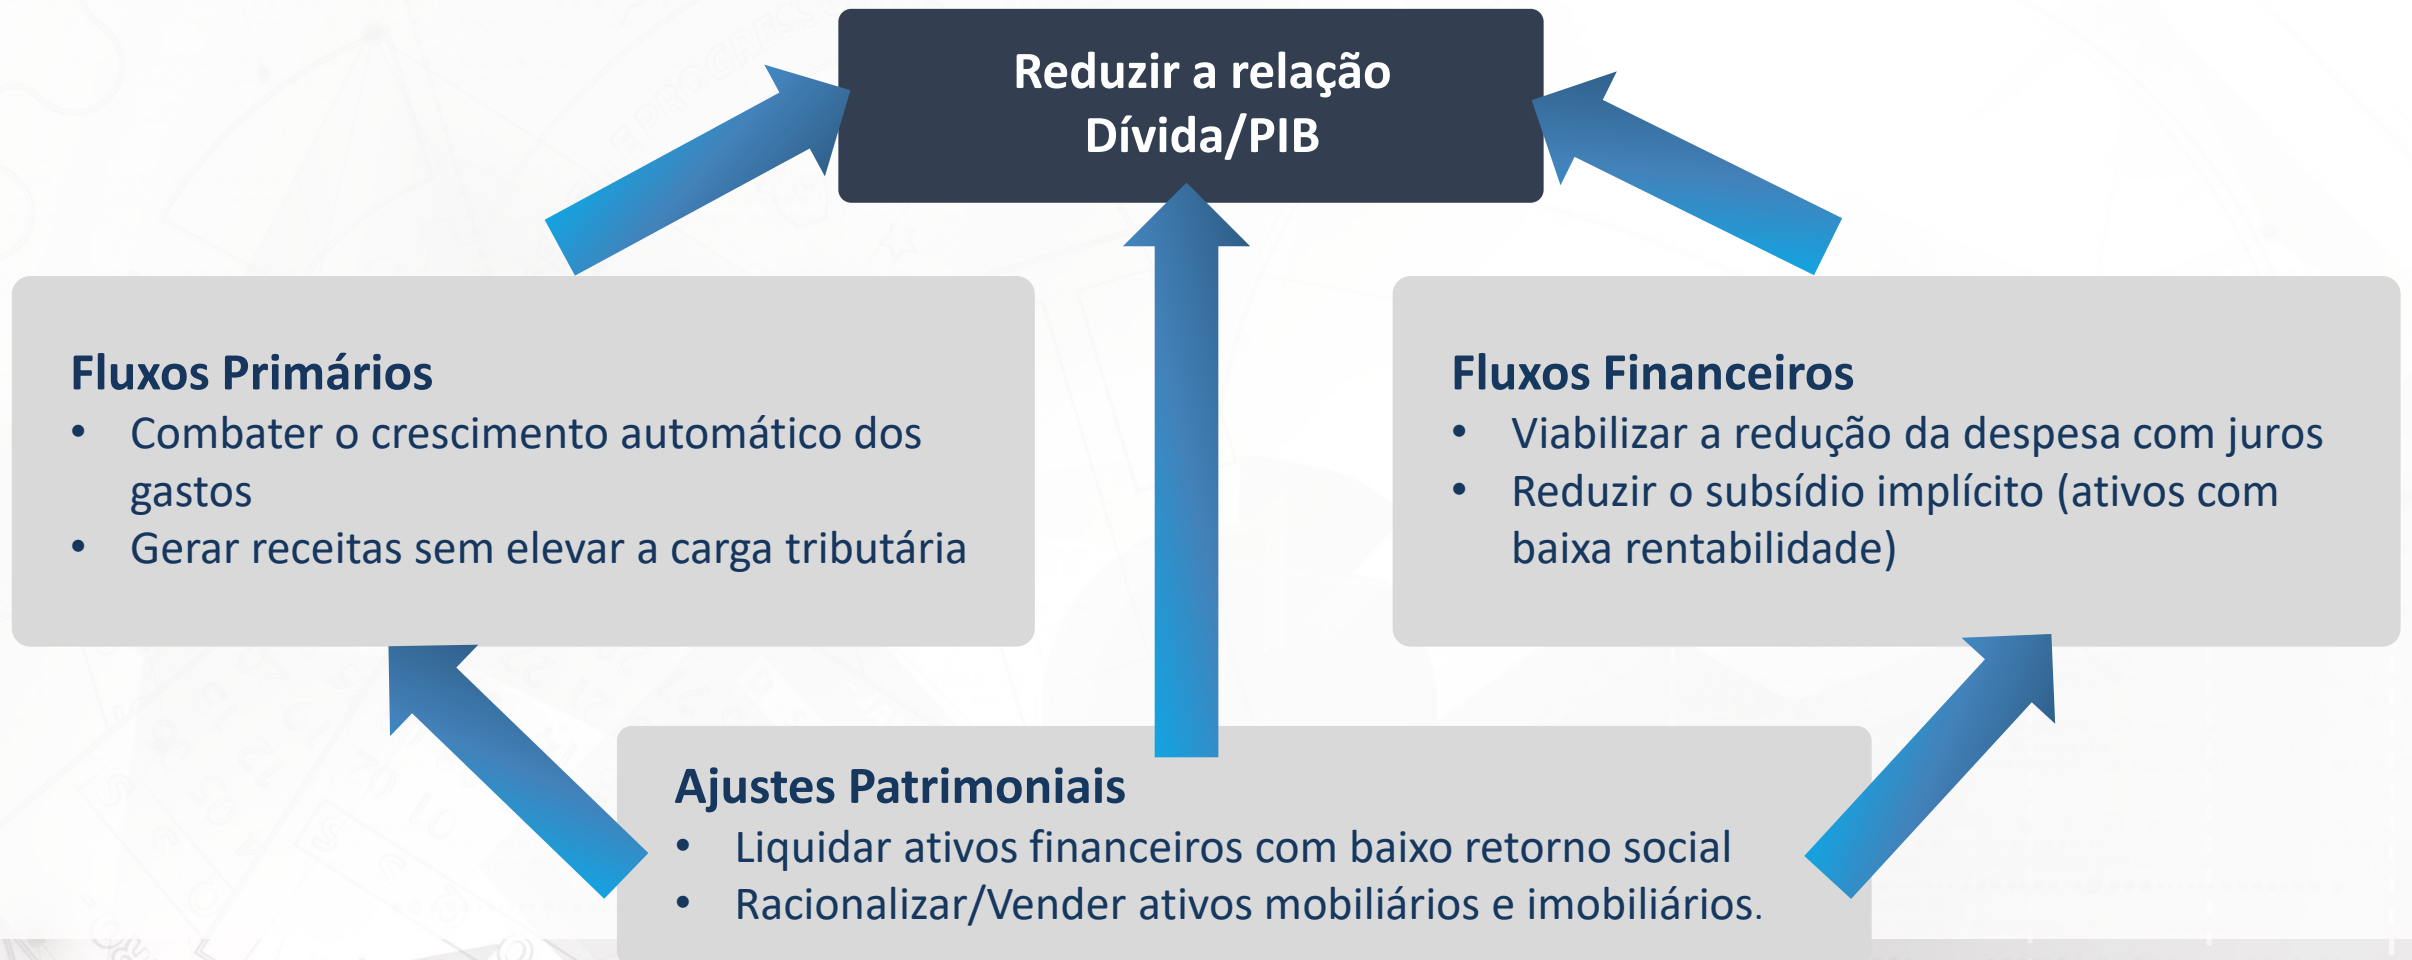 Reduzir a relação
Dívida/PIB
Fluxos Primários
• Combater o crescimento automático dos
gastos
• Gerar receitas sem elevar a carga tributária
Fluxos Financeiros
• Viabilizar a redução da despesa com juros
• Reduzir o subsídio implícito (ativos com
baixa rentabilidade)
Ajustes Patrimoniais
• Liquidar ativos financeiros com baixo retorno social
• Racionalizar/Vender ativos mobiliários e imobiliários.